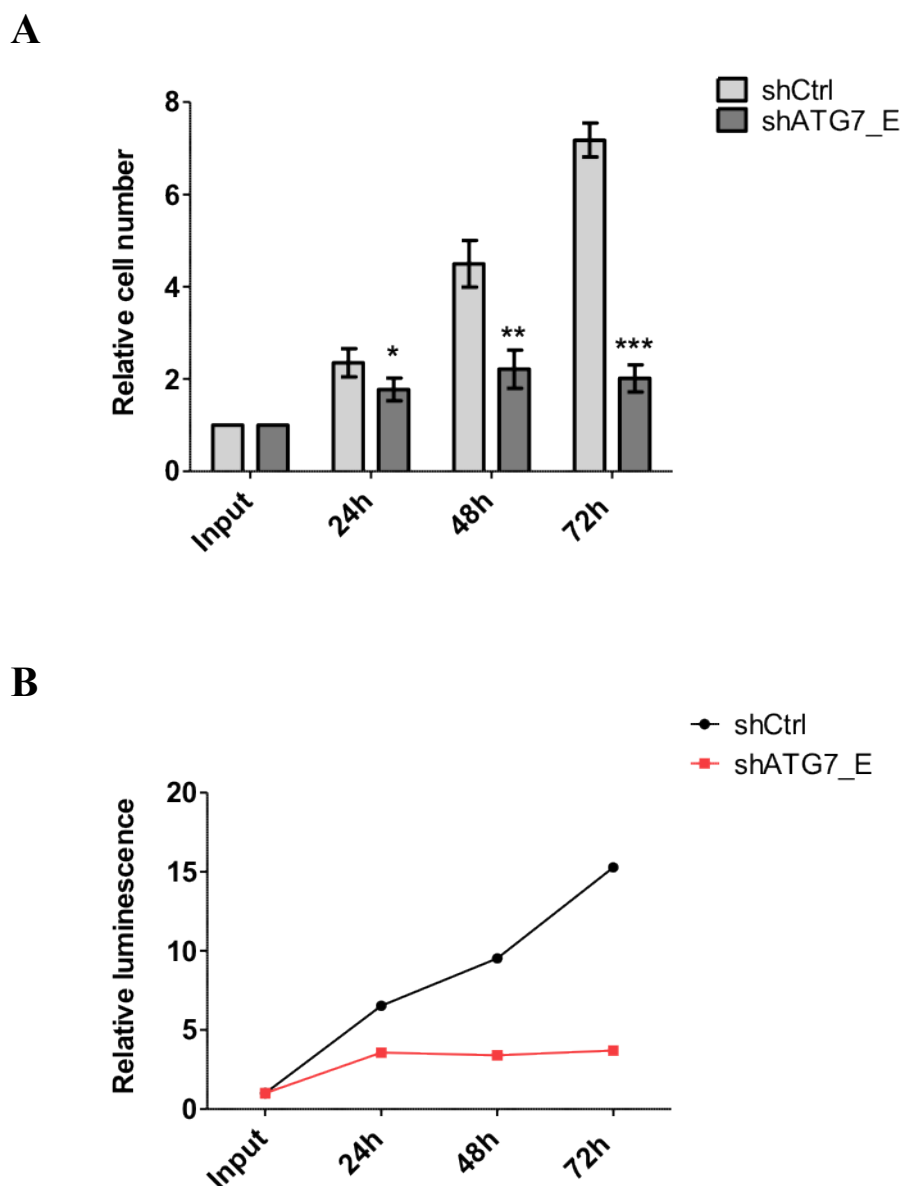 A
shCtrl
shATG7_E
Relative cell number
8
6
4
2
0
*
**
***
Input
24h
48h
72h
B
shCtrl
shATG7_E
Relative luminescence
20
15
10
5
0
Input
24h
48h
72h